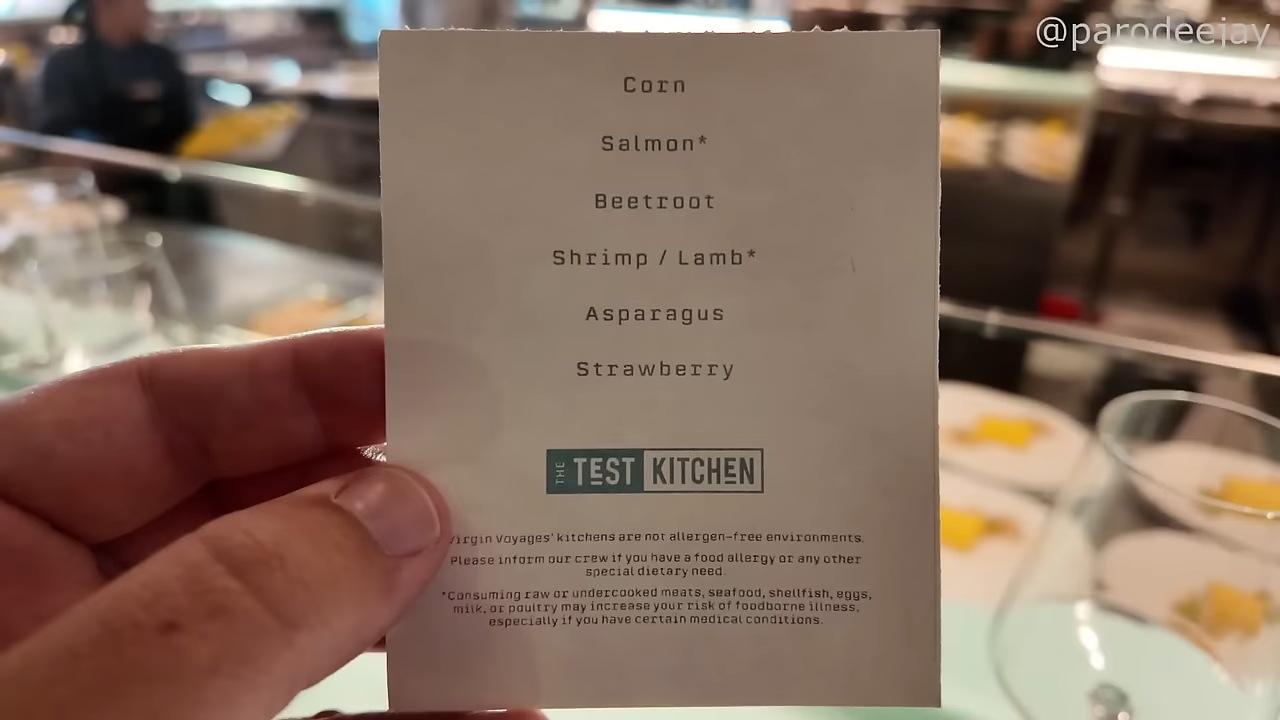 @parodeejay
Corn
Salmon*
Beetroot
Shrimp / Lamb*
Asparagus
Strawberry
THE TEST KITCHEN
Virgin Voyages' kitchens are not allergen-free environments.
Please inform our crew if you have a food allergy or any other
special dietary need.
*Consuming raw or undercooked meats, seafood, shellfish, eggs,
milk, or poultry may increase your risk of foodborne illness,
especially if you have certain medical conditions.